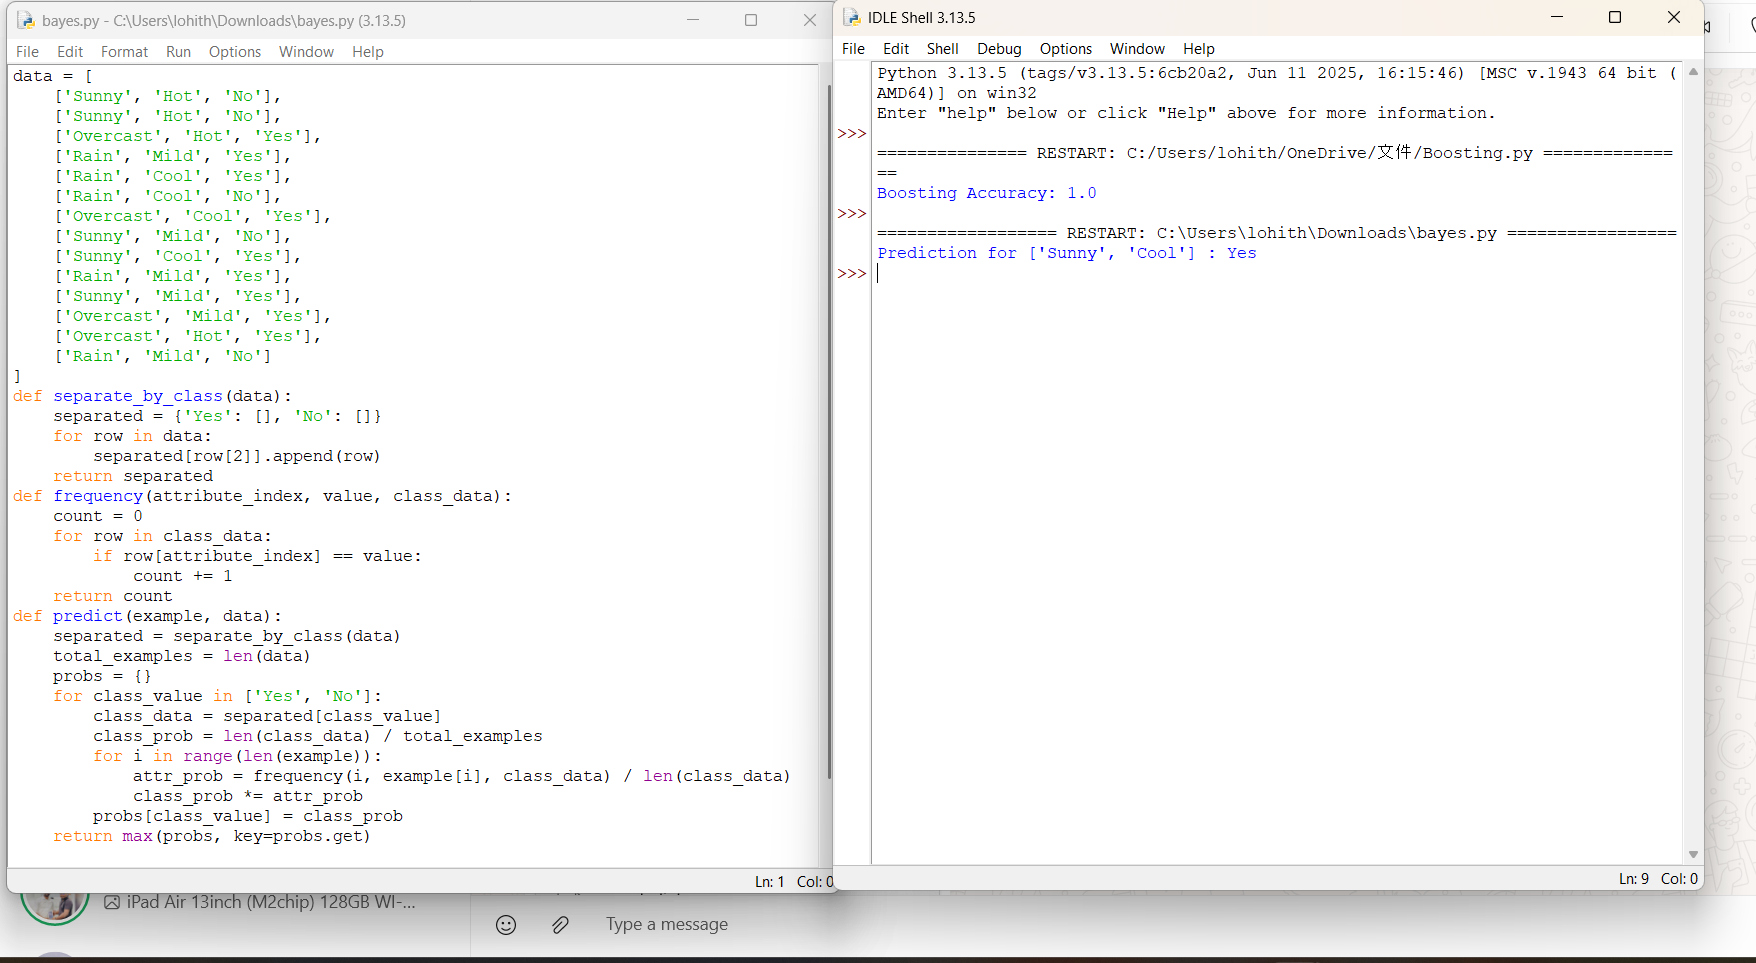 bayes.py - C:\Users\lohith\Downloads\bayes.py (3.13.5)
File Edit Format Run Options Window Help
data = [
    ['Sunny', 'Hot', 'No'],
    ['Sunny', 'Hot', 'No'],
    ['Overcast', 'Hot', 'Yes'],
    ['Rain', 'Mild', 'Yes'],
    ['Rain', 'Cool', 'Yes'],
    ['Rain', 'Cool', 'No'],
    ['Overcast', 'Cool', 'Yes'],
    ['Sunny', 'Mild', 'No'],
    ['Sunny', 'Cool', 'Yes'],
    ['Rain', 'Mild', 'Yes'],
    ['Sunny', 'Mild', 'Yes'],
    ['Overcast', 'Mild', 'Yes'],
    ['Overcast', 'Hot', 'Yes'],
    ['Rain', 'Mild', 'No']
]
def separate_by_class(data):
    separated = {'Yes': [], 'No': []}
    for row in data:
        separated[row[2]].append(row)
    return separated
def frequency(attribute_index, value, class_data):
    count = 0
    for row in class_data:
        if row[attribute_index] == value:
            count += 1
    return count
def predict(example, data):
    separated = separate_by_class(data)
    total_examples = len(data)
    probs = {}
    for class_value in ['Yes', 'No']:
        class_data = separated[class_value]
        class_prob = len(class_data) / total_examples
        for i in range(len(example)):
            attr_prob = frequency(i, example[i], class_data) / len(class_data)
            class_prob *= attr_prob
        probs[class_value] = class_prob
    return max(probs, key=probs.get)
Ln: 1 Col: 0
IDLE Shell 3.13.5
File Edit Shell Debug Options Window Help
Python 3.13.5 (tags/v3.13.5:6cb20a2, Jun 11 2025, 16:15:46) [MSC v.1943 64 bit (
AMD64)] on win32
Enter "help" below or click "Help" above for more information.
>>>
=============== RESTART: C:/Users/lohith/OneDrive/文件/Boosting.py =============
==
Boosting Accuracy: 1.0
>>>
================== RESTART: C:\Users\lohith\Downloads\bayes.py =================
Prediction for ['Sunny', 'Cool'] : Yes
>>>
Ln: 9 Col: 0
iPad Air 13inch (M2chip) 128GB WI-...
Type a message